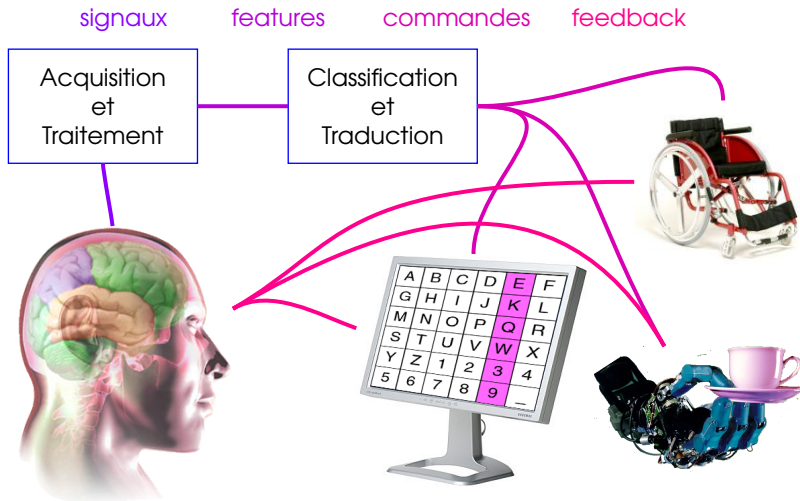 signaux features commandes feedback
Acquisition
et
Traitement
Classification
et
Traduction
A B C D E F
G H I J K L
M N O P Q R
S T U V W X
Y Z 1 2 3 4
5 6 7 8 9 _